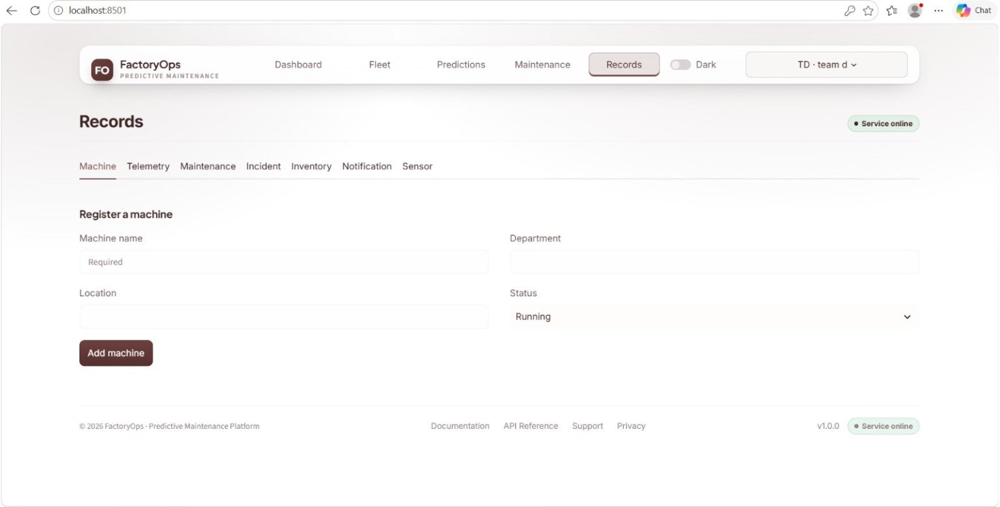 localhost:8501
Chat
FO
FactoryOps
PREDICTIVE MAINTENANCE
Dashboard
Fleet
Predictions
Maintenance
Records
Dark
TD · team d
Records
Service online
Machine
Telemetry
Maintenance
Incident
Inventory
Notification
Sensor
Register a machine
Machine name
Department
Required
Location
Status
Running
Add machine
© 2026 FactoryOps · Predictive Maintenance Platform
Documentation
API Reference
Support
Privacy
v1.0.0
Service online